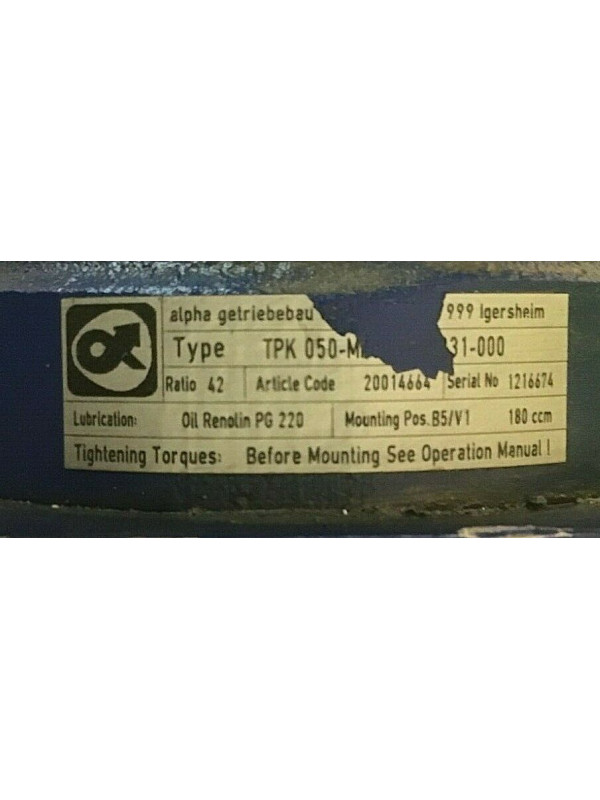 alpha getriebebau 999 Igersheim
Type TPK 050-M 31-000
Ratio 42 Article Code 20014664 Serial No 1216674
Lubrication: Oil Renolin PG 220 Mounting Pos. B5/V1 180 ccm
Tightening Torques: Before Mounting See Operation Manual !